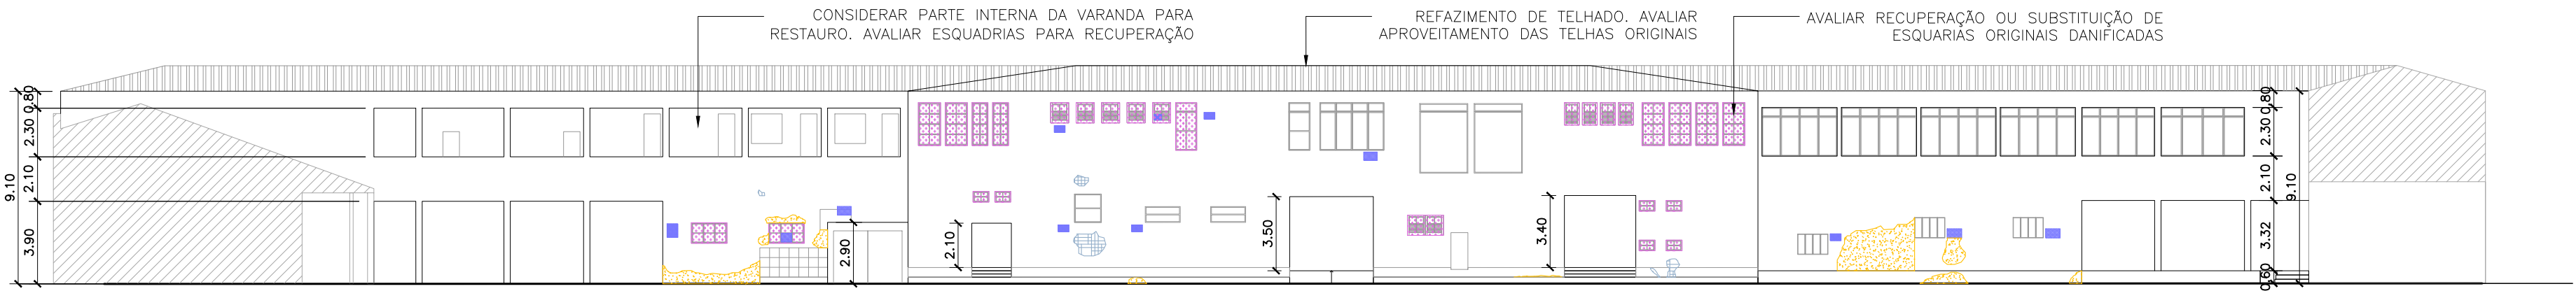 CONSIDERAR PARTE INTERNA DA VARANDA PARA
RESTAURO. AVALIAR ESQUADRIAS PARA RECUPERAÇÃO
REFAZIMENTO DE TELHADO. AVALIAR
APROVEITAMENTO DAS TELHAS ORIGINAIS
AVALIAR RECUPERAÇÃO OU SUBSTITUIÇÃO DE
ESQUARIAS ORIGINAIS DANIFICADAS
9.10
0.80
2.30
2.10
3.90
2.90
2.10
3.50
3.40
0.80
2.30
2.10
3.32
0.60
9.10